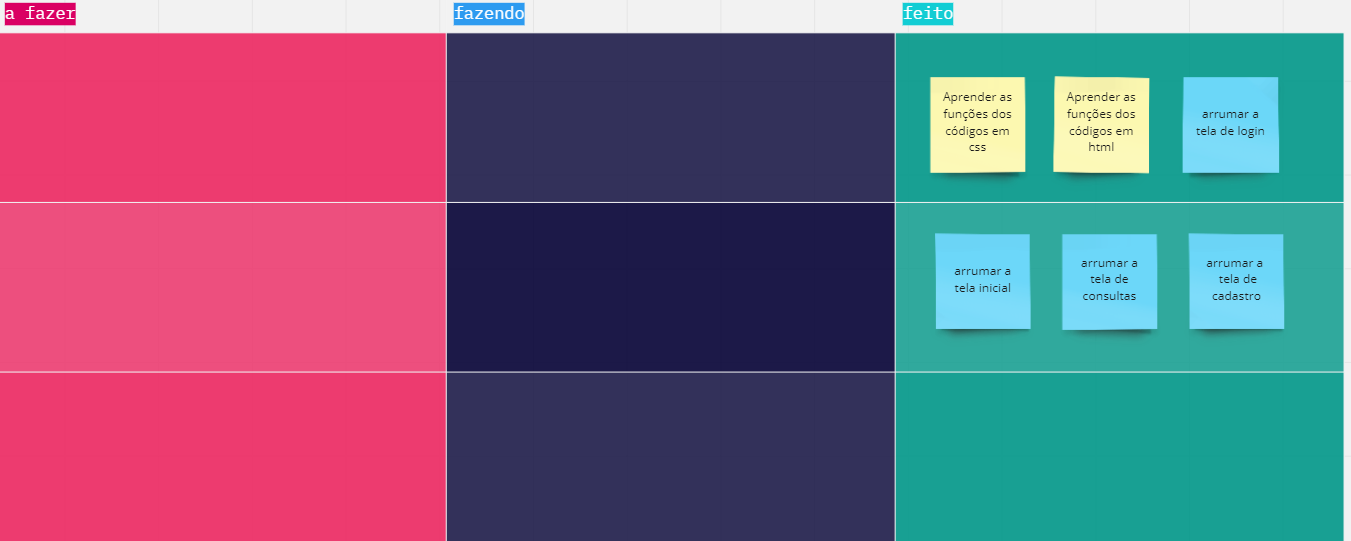 a fazer
fazendo
feito
Aprender as
funções dos
códigos em
css
Aprender as
funções dos
códigos em
html
arrumar a
tela de login
arrumar a
tela inicial
arrumar a
tela de
consultas
arrumar a
tela de
cadastro